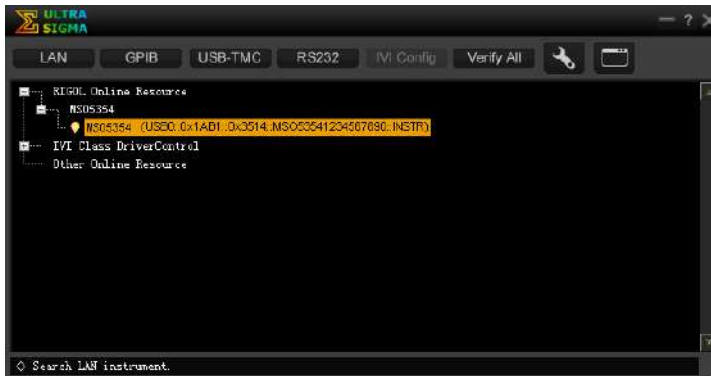 ULTRA
SIGMA
LAN GPIB USB-TMC RS232 IVI Config Verify All
RIGOL Online Resource
MSO5354
MSO5354 (USB0::0x1AB1::0x3514::MSO53541234567890::INSTR)
IVI Class DriverControl
Other Online Resource
Search LAN instrument.